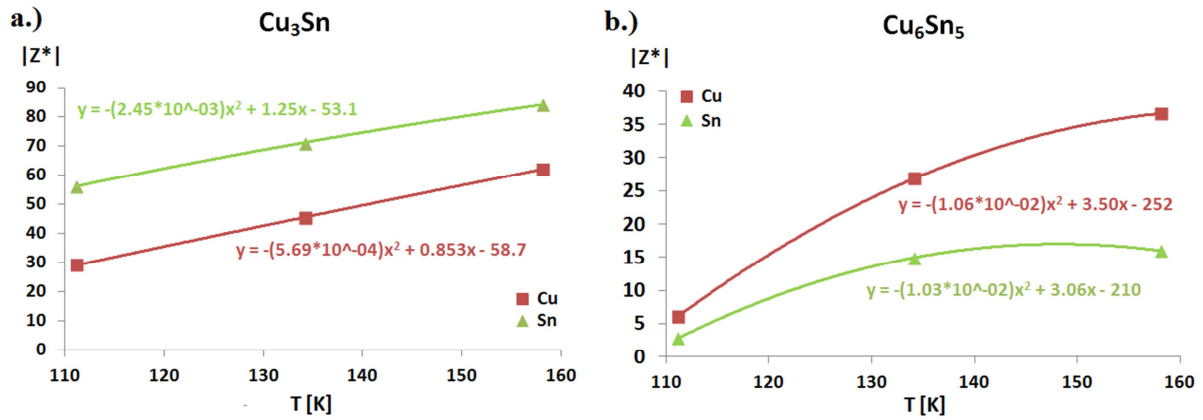 a.)
Cu₃Sn
|Z*|
90
80
70
60
50
40
30
20
10
0
y = -(2.45*10^-03)x² + 1.25x - 53.1
y = -(5.69*10^-04)x² + 0.853x - 58.7
Cu
Sn
110 120 130 140 150 160
T [K]
b.)
Cu₆Sn₅
|Z*|
40
35
30
25
20
15
10
5
0
Cu
Sn
y = -(1.06*10^-02)x² + 3.50x - 252
y = -(1.03*10^-02)x² + 3.06x - 210
110 120 130 140 150 160
T [K]